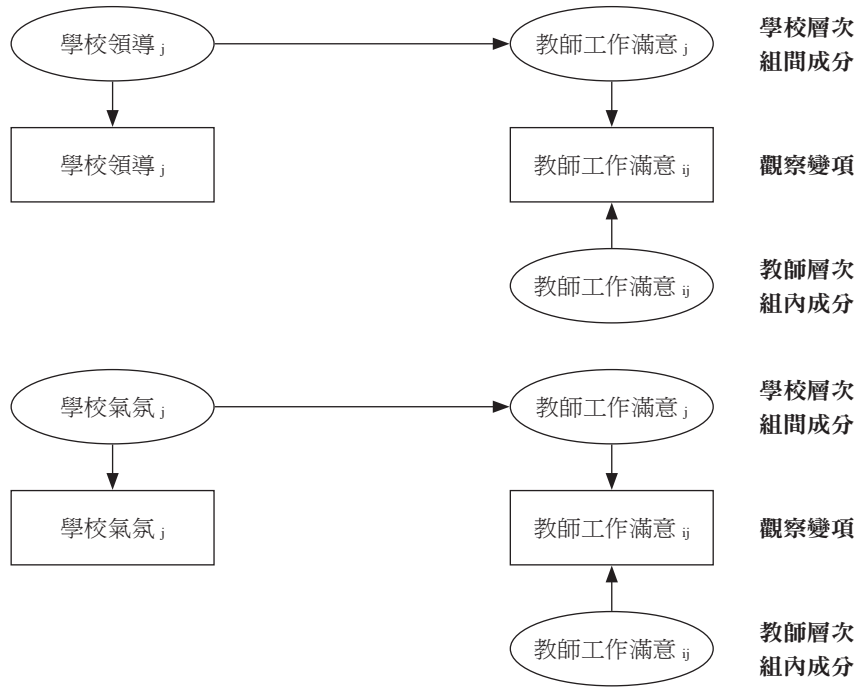 學校領導 j
教師工作滿意 j
學校層次
組間成分
學校領導 j
教師工作滿意 ij
觀察變項
教師工作滿意 ij
教師層次
組內成分
學校氣氛 j
教師工作滿意 j
學校層次
組間成分
學校氣氛 j
教師工作滿意 ij
觀察變項
教師工作滿意 ij
教師層次
組內成分